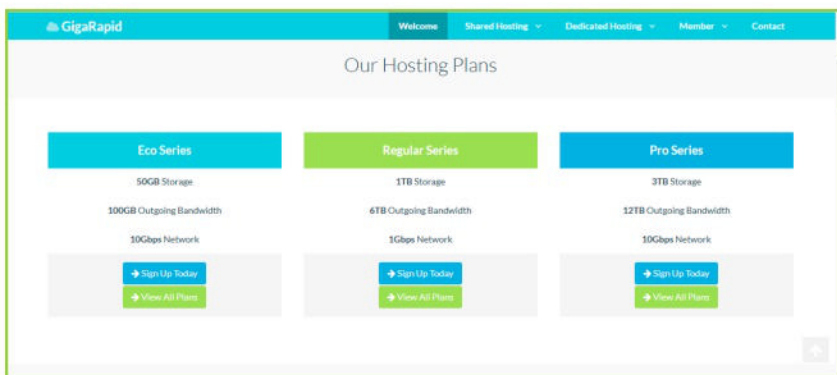 GigaRapid Welcome Shared Hosting Dedicated Hosting Member Contact
Our Hosting Plans
Eco Series Regular Series Pro Series
50GB Storage 1TB Storage 3TB Storage
100GB Outgoing Bandwidth 6TB Outgoing Bandwidth 12TB Outgoing Bandwidth
10Gbps Network 1Gbps Network 10Gbps Network
Sign Up Today Sign Up Today Sign Up Today
View All Plans View All Plans View All Plans